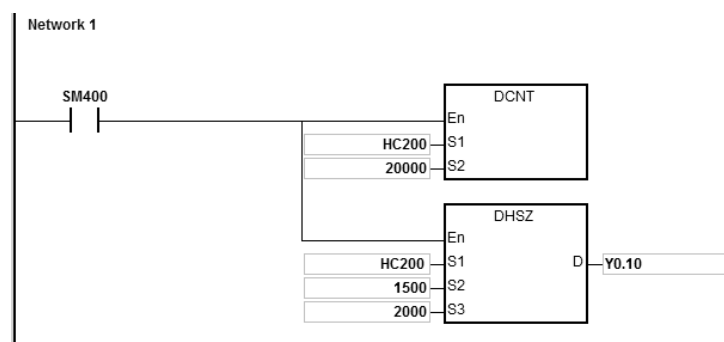 Network 1
SM400
DCNT
En
HC200 S1
20000 S2
DHSZ
En
HC200 S1 D Y0.10
1500 S2
2000 S3